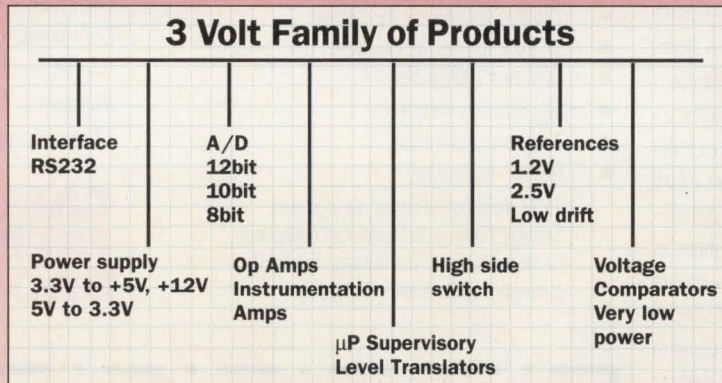 3 Volt Family of Products
Interface
RS232
Power supply
3.3V to +5V, +12V
5V to 3.3V
A/D
12bit
10bit
8bit
Op Amps
Instrumentation
Amps
µP Supervisory
Level Translators
High side
switch
References
1.2V
2.5V
Low drift
Voltage
Comparators
Very low
power